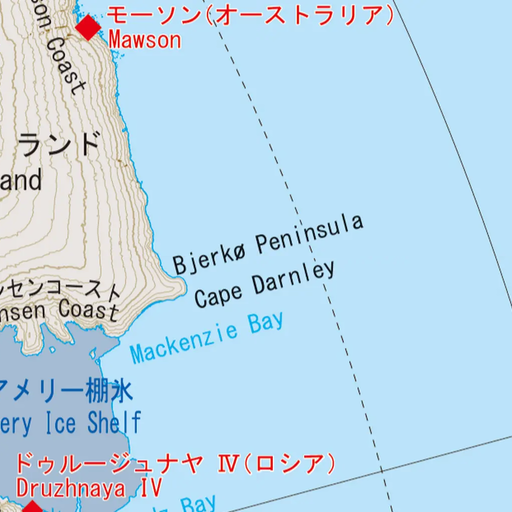 モーソン(オーストラリア)
Mawson
son Coast
ランド
and
Bjerkø Peninsula
Cape Darnley
センコースト
nsen Coast
Mackenzie Bay
アメリー棚氷
ery Ice Shelf
ドゥルージュナヤ Ⅳ(ロシア)
Druzhnaya IV
Bay